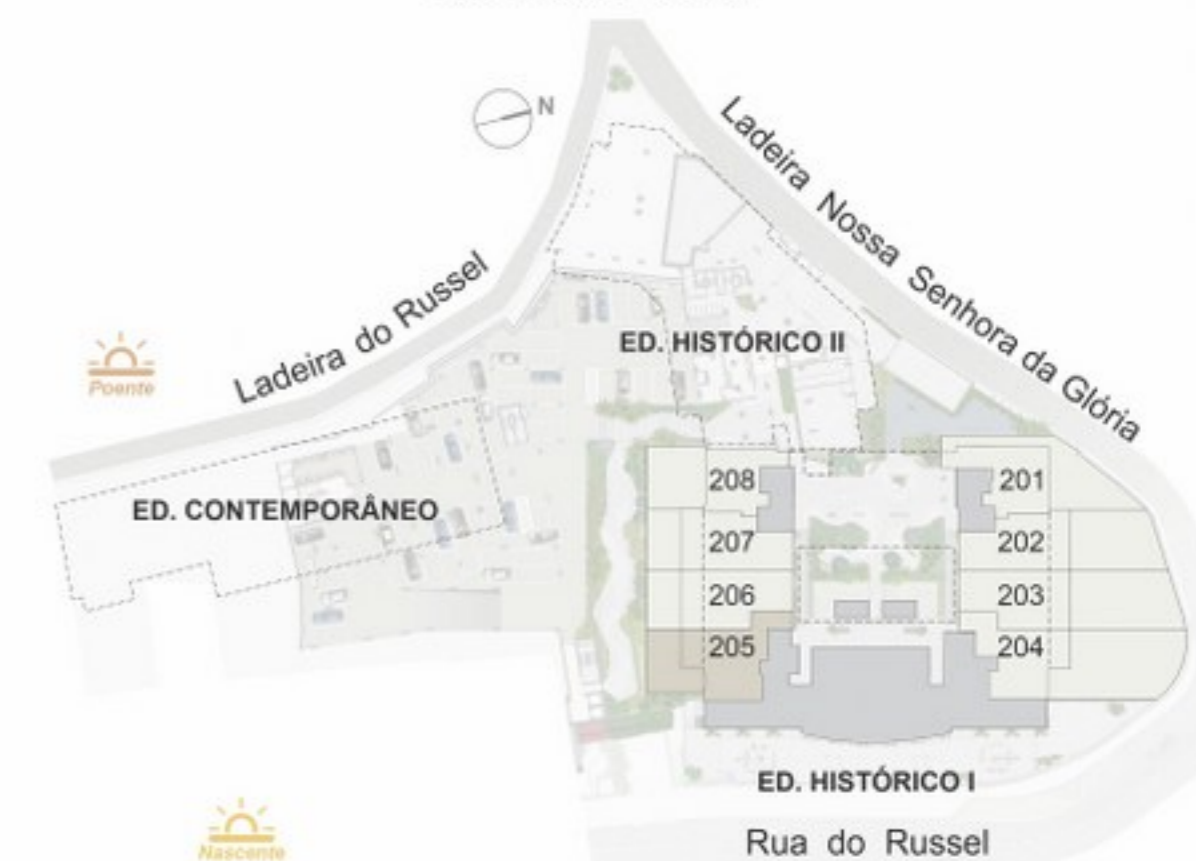 N
Ladeira Nossa Senhora da Glória
Ladeira do Russel
Poente
ED. HISTÓRICO II
ED. CONTEMPORÂNEO
208
201
207
202
206
203
205
204
ED. HISTÓRICO I
Rua do Russel
Nascente